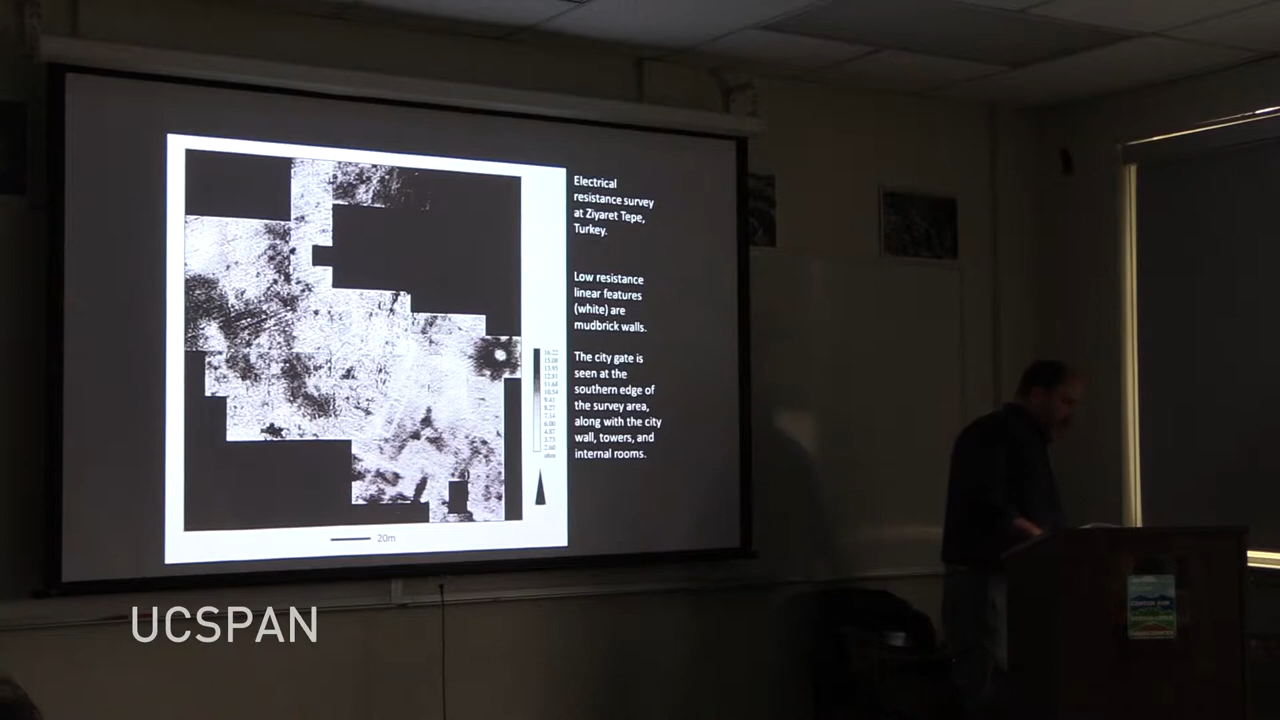 Electrical
resistance survey
at Ziyaret Tepe,
Turkey.
Low resistance
linear features
(white) are
mudbrick walls.
The city gate is
seen at the
southern edge of
the survey area,
along with the city
wall, towers, and
internal rooms.
20m
UCSPAN